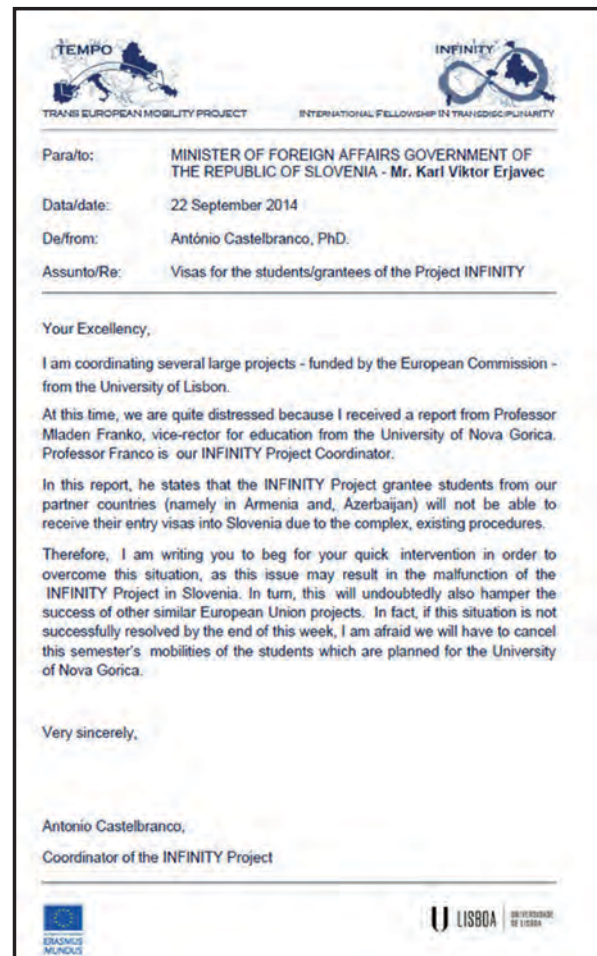 TEMPO
TRANS EUROPEAN MOBILITY PROJECT
INFINITY
INTERNATIONAL FELLOWSHIP IN TRANSDISCIPLINARITY
Para/to: MINISTER OF FOREIGN AFFAIRS GOVERNMENT OF
THE REPUBLIC OF SLOVENIA - Mr. Karl Viktor Erjavec
Data/date: 22 September 2014
De/from: António Castelbranco, PhD.
Assunto/Re: Visas for the students/grantees of the Project INFINITY
Your Excellency,
I am coordinating several large projects - funded by the European Commission -
from the University of Lisbon.
At this time, we are quite distressed because I received a report from Professor
Mladen Franko, vice-rector for education from the University of Nova Gorica.
Professor Franco is our INFINITY Project Coordinator.
In this report, he states that the INFINITY Project grantee students from our
partner countries (namely in Armenia and, Azerbaijan) will not be able to
receive their entry visas into Slovenia due to the complex, existing procedures.
Therefore, I am writing you to beg for your quick intervention in order to
overcome this situation, as this issue may result in the malfunction of the
INFINITY Project in Slovenia. In turn, this will undoubtedly also hamper the
success of other similar European Union projects. In fact, if this situation is not
successfully resolved by the end of this week, I am afraid we will have to cancel
this semester's mobilities of the students which are planned for the University
of Nova Gorica.
Very sincerely,
Antonio Castelbranco,
Coordinator of the INFINITY Project
ERASMUS
MUNDUS
LISBOA
UNIVERSIDADE
DE LISBOA